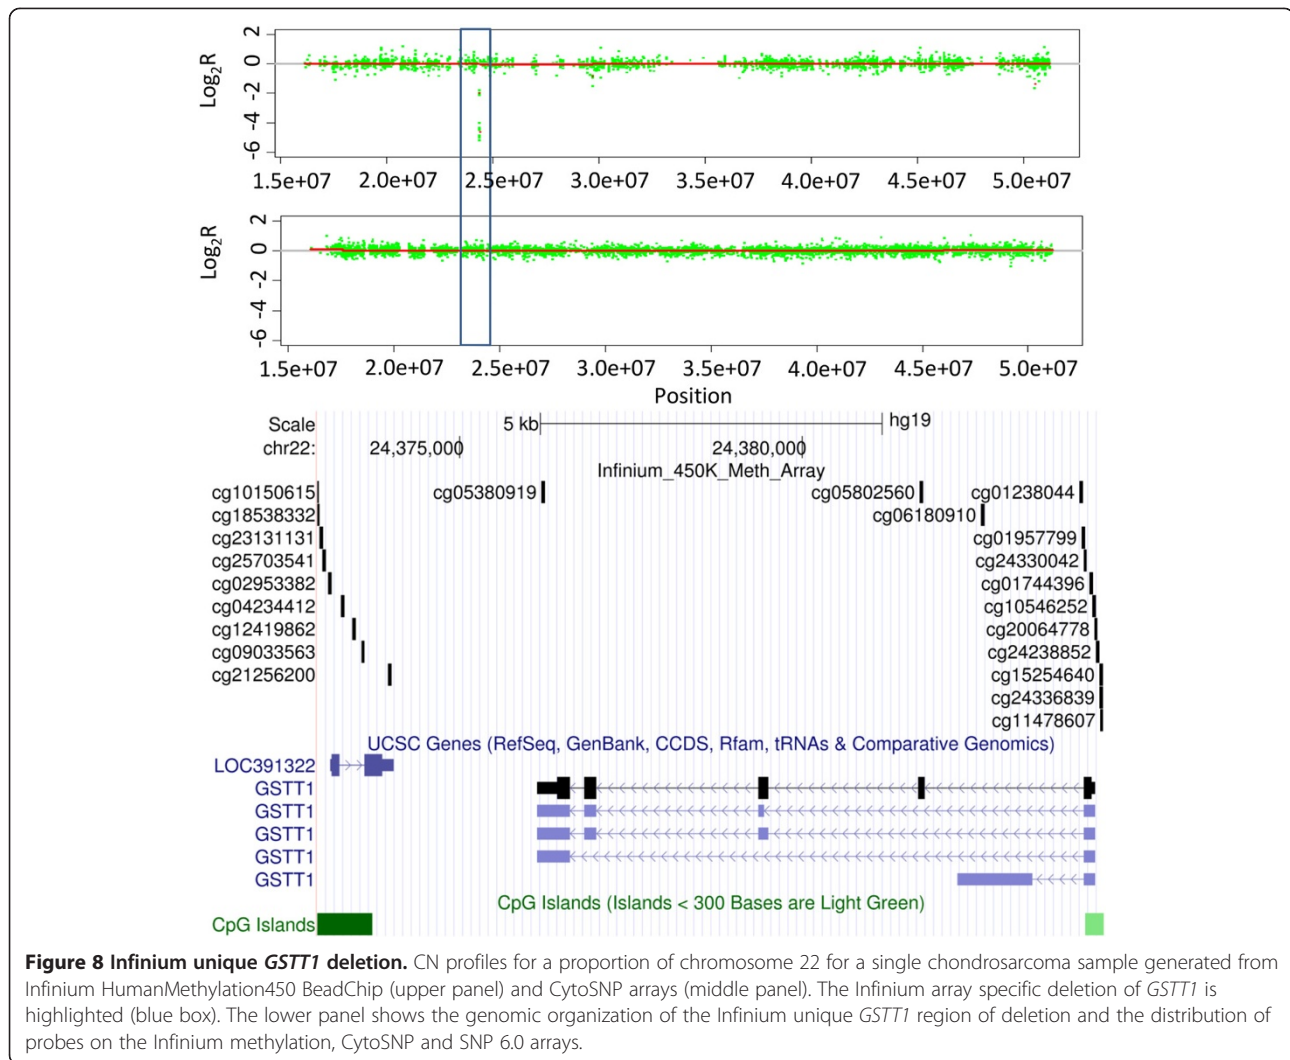 2
0
-2
-4
-6
Log2R
1.5e+07 2.0e+07 2.5e+07 3.0e+07 3.5e+07 4.0e+07 4.5e+07 5.0e+07
2
0
-2
-4
-6
Log2R
1.5e+07 2.0e+07 2.5e+07 3.0e+07 3.5e+07 4.0e+07 4.5e+07 5.0e+07
Position
Scale 5 kb hg19
chr22: 24,375,000 24,380,000
Infinium_450K_Meth_Array
cg10150615 cg05380919 cg05802560 cg01238044
cg18538332 cg06180910
cg23131131 cg01957799
cg25703541 cg24330042
cg02953382 cg01744396
cg04234412 cg10546252
cg12419862 cg20064778
cg09033563 cg24238852
cg21256200 cg15254640
cg24336839
cg11478607
UCSC Genes (RefSeq, GenBank, CCDS, Rfam, tRNAs & Comparative Genomics)
LOC391322
GSTT1
GSTT1
GSTT1
GSTT1
GSTT1
CpG Islands (Islands < 300 Bases are Light Green)
CpG Islands
Figure 8 Infinium unique GSTT1 deletion. CN profiles for a proportion of chromosome 22 for a single chondrosarcoma sample generated from
Infinium HumanMethylation450 BeadChip (upper panel) and CytoSNP arrays (middle panel). The Infinium array specific deletion of GSTT1 is
highlighted (blue box). The lower panel shows the genomic organization of the Infinium unique GSTT1 region of deletion and the distribution of
probes on the Infinium methylation, CytoSNP and SNP 6.0 arrays.